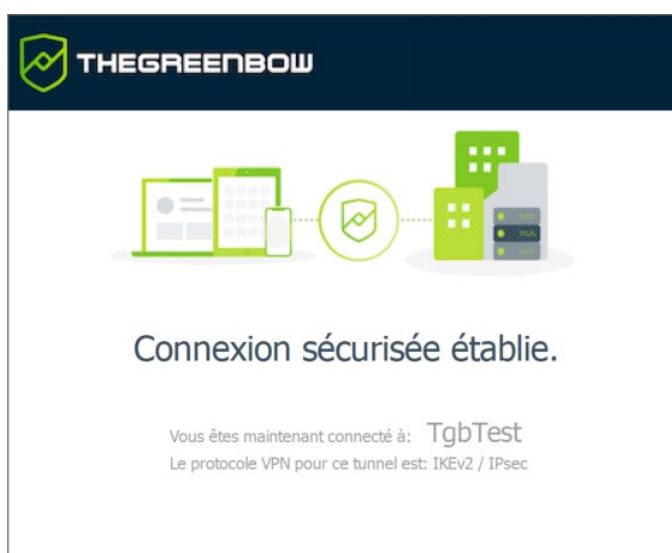 THEGREENBOW
Connexion sécurisée établie.
Vous êtes maintenant connecté à: TgbTest
Le protocole VPN pour ce tunnel est: IKEv2 / IPsec